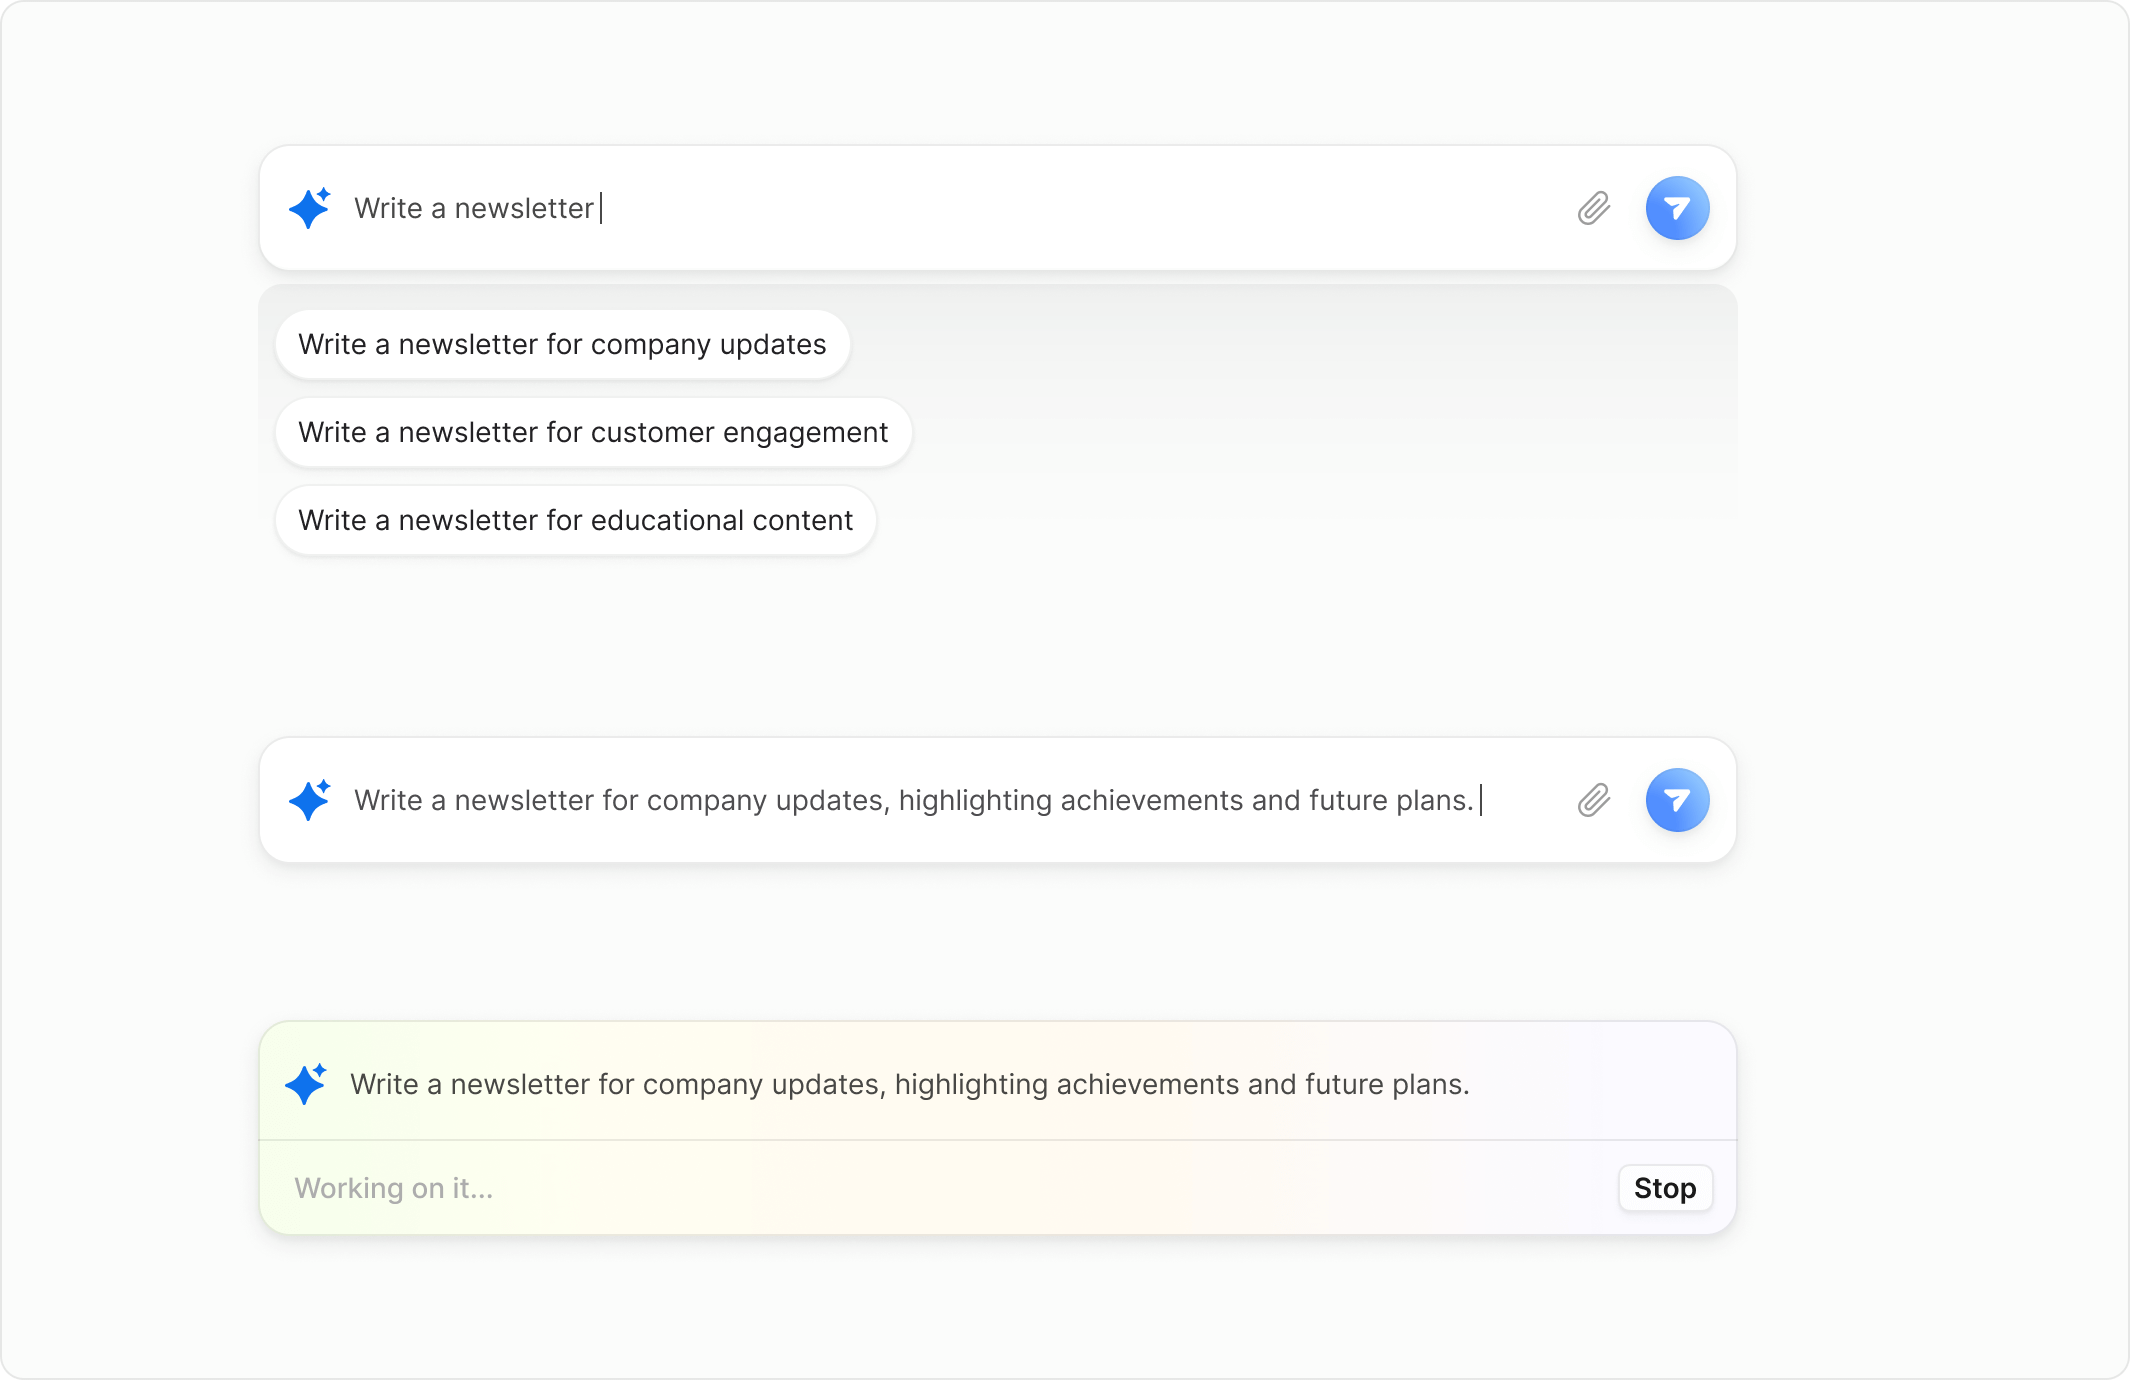 Write a newsletter
Write a newsletter for company updates
Write a newsletter for customer engagement
Write a newsletter for educational content
Write a newsletter for company updates, highlighting achievements and future plans.
Write a newsletter for company updates, highlighting achievements and future plans.
Working on it...
Stop